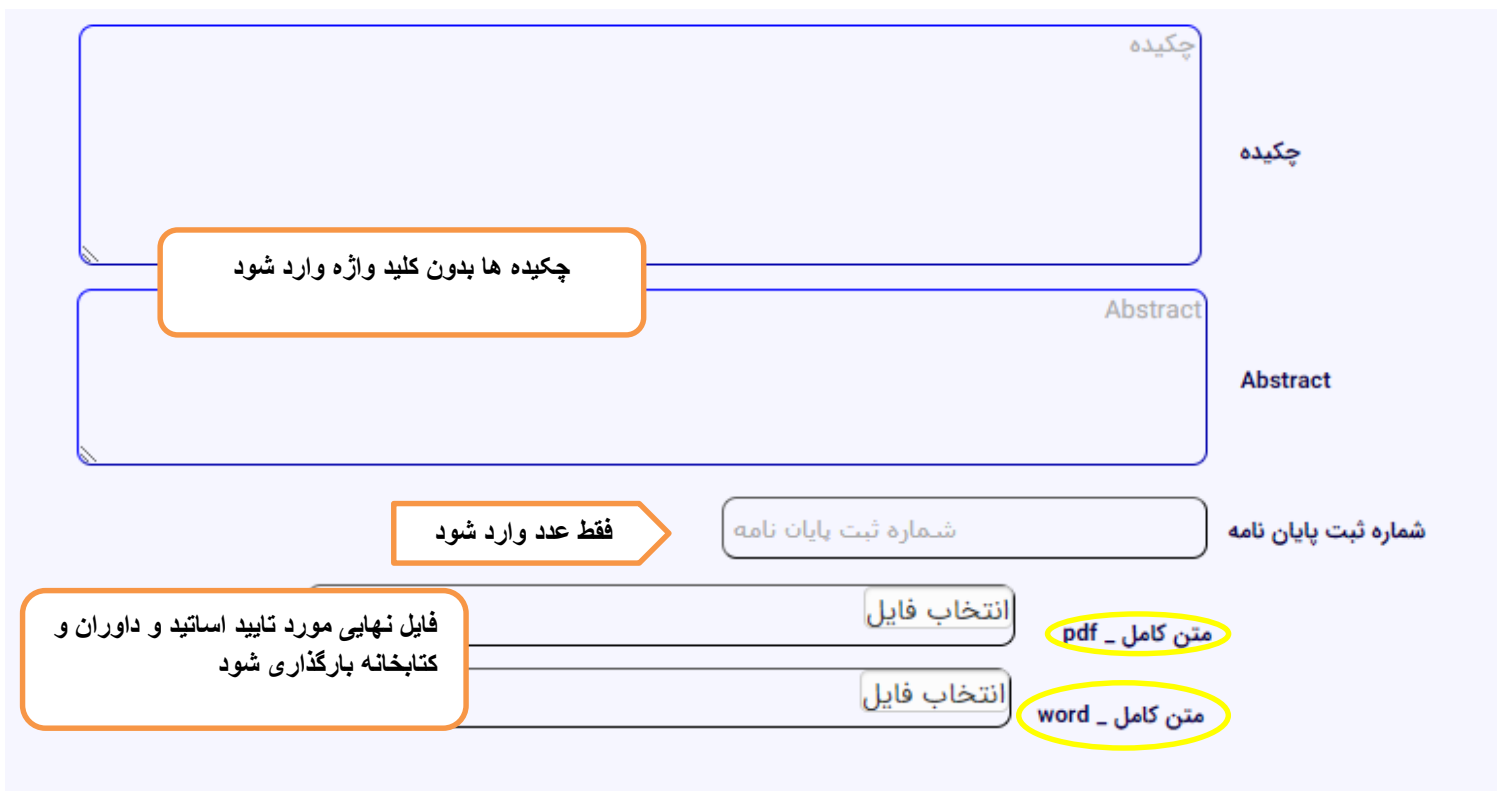 چکیده
چکیده
چکیده ها بدون کلید واژه وارد شود
Abstract
Abstract
شماره ثبت پایان نامه
شماره ثبت پایان نامه
فقط عدد وارد شود
متن کامل _ pdf
انتخاب فایل
فایل نهایی مورد تایید اساتید و داوران و
کتابخانه بارگذاری شود
متن کامل _ word
انتخاب فایل